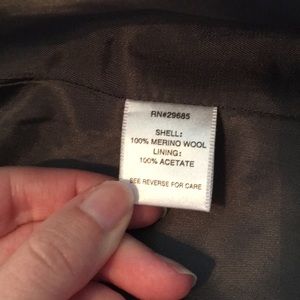 RN#29685
SHELL:
100% MERINO WOOL
LINING:
100% ACETATE
SEE REVERSE FOR CARE